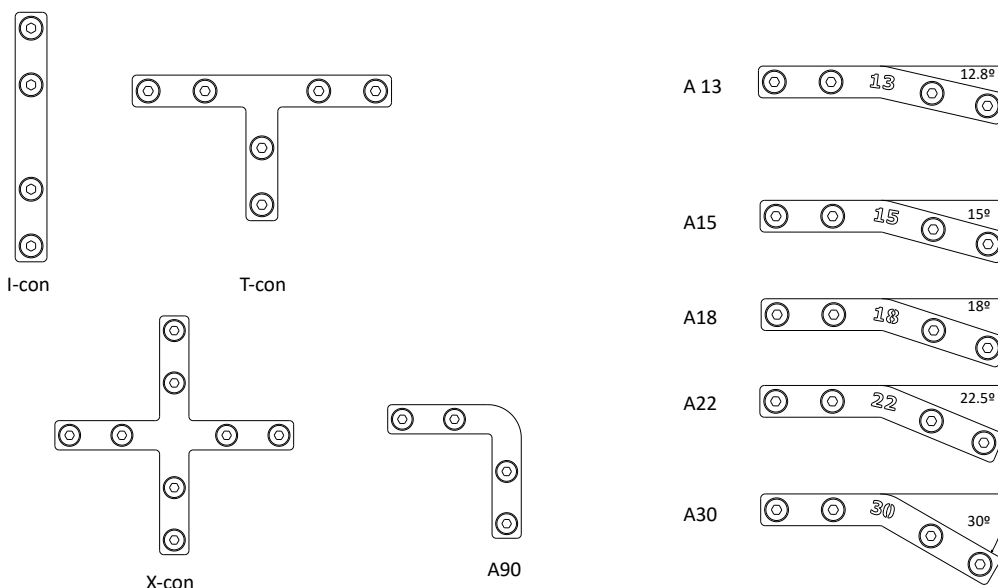 I-con
T-con
X-con
A90
A 13
13
12.8º
A15
15
15º
A18
18
18º
A22
22
22.5º
A30
30
30º